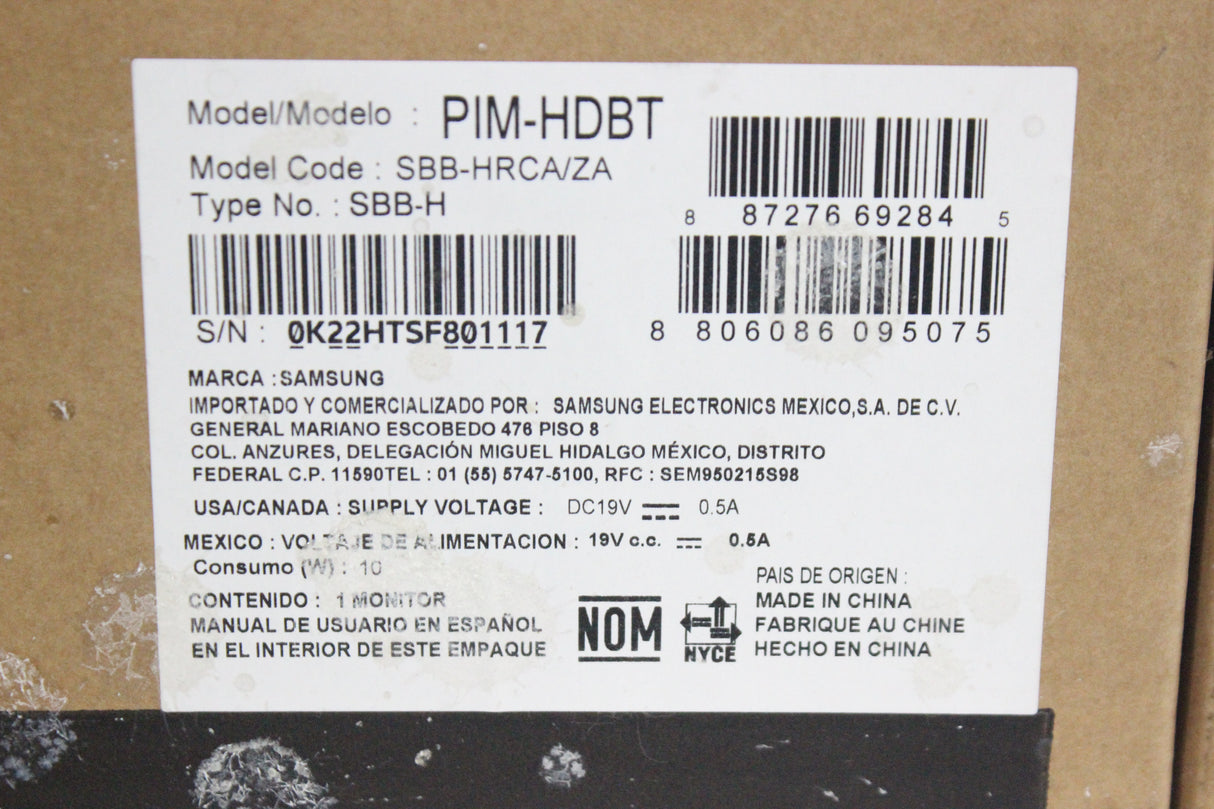 Model/Modelo : PIM-HDBT
Model Code : SBB-HRCA/ZA
Type No. : SBB-H
8 87276 69284 5
S/N : 0K22HTSF801117
8 806086 095075
MARCA : SAMSUNG
IMPORTADO Y COMERCIALIZADO POR : SAMSUNG ELECTRONICS MEXICO,S.A. DE C.V.
GENERAL MARIANO ESCOBEDO 476 PISO 8
COL. ANZURES, DELEGACIÓN MIGUEL HIDALGO MÉXICO, DISTRITO
FEDERAL C.P. 11590TEL : 01 (55) 5747-5100, RFC : SEM950215S98
USA/CANADA : SUPPLY VOLTAGE : DC19V 0.5A
MEXICO : VOLTAJE DE ALIMENTACION : 19V c.c. 0.5A
Consumo (W) : 10
CONTENIDO : 1 MONITOR
MANUAL DE USUARIO EN ESPAÑOL
EN EL INTERIOR DE ESTE EMPAQUE
NOM
NYCE
PAIS DE ORIGEN :
MADE IN CHINA
FABRIQUE AU CHINE
HECHO EN CHINA